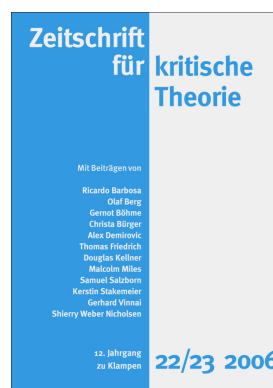 Zeitschrift
für kritische
Theorie
Mit Beiträgen von
Ricardo Barbosa
Olaf Berg
Gernot Böhme
Christa Bürger
Alex Demirovic
Thomas Friedrich
Douglas Kellner
Malcolm Miles
Samuel Salzborn
Kerstin Stakemeier
Gerhard Vinnai
Shierry Weber Nicholsen
12. Jahrgang
zu Klampen
22/23 2006